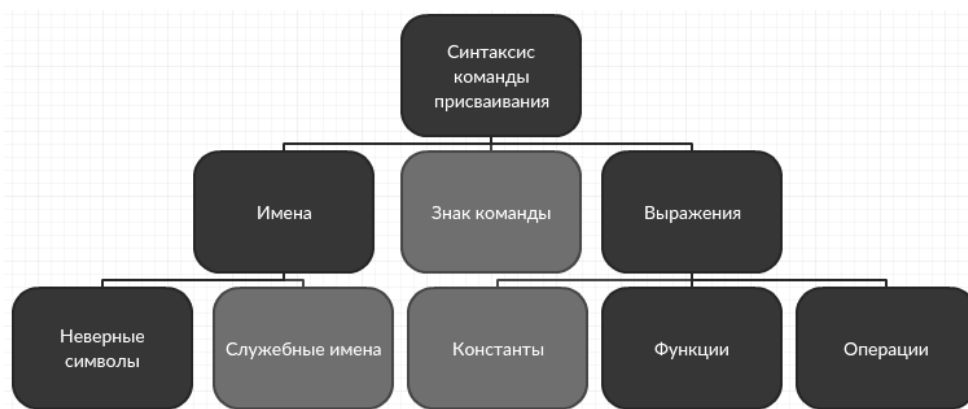 Синтаксис
команды
присваивания
Имена
Знак команды
Выражения
Неверные
символы
Служебные имена
Константы
Функции
Операции